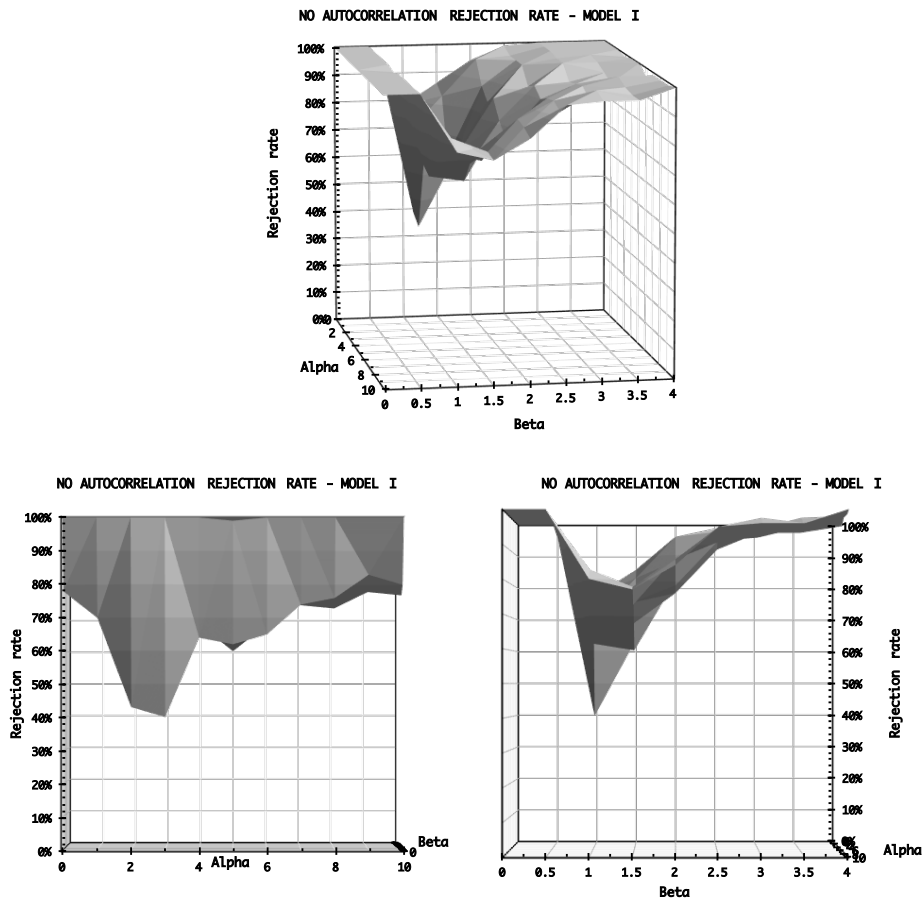 NO AUTOCORRELATION REJECTION RATE - MODEL I
100%
90%
80%
70%
60%
50%
40%
30%
20%
10%
Rejection rate
2
4
6
8
10
Alpha
0 0.5 1 1.5 2 2.5 3 3.5 4
Beta
NO AUTOCORRELATION REJECTION RATE - MODEL I
100%
90%
80%
70%
60%
50%
40%
30%
20%
10%
0%
Rejection rate
0 2 4 6 8 10
Alpha
Beta
0
NO AUTOCORRELATION REJECTION RATE - MODEL I
100%
90%
80%
70%
60%
50%
40%
30%
20%
10%
Rejection rate
10
Alpha
0 0.5 1 1.5 2 2.5 3 3.5 4
Beta